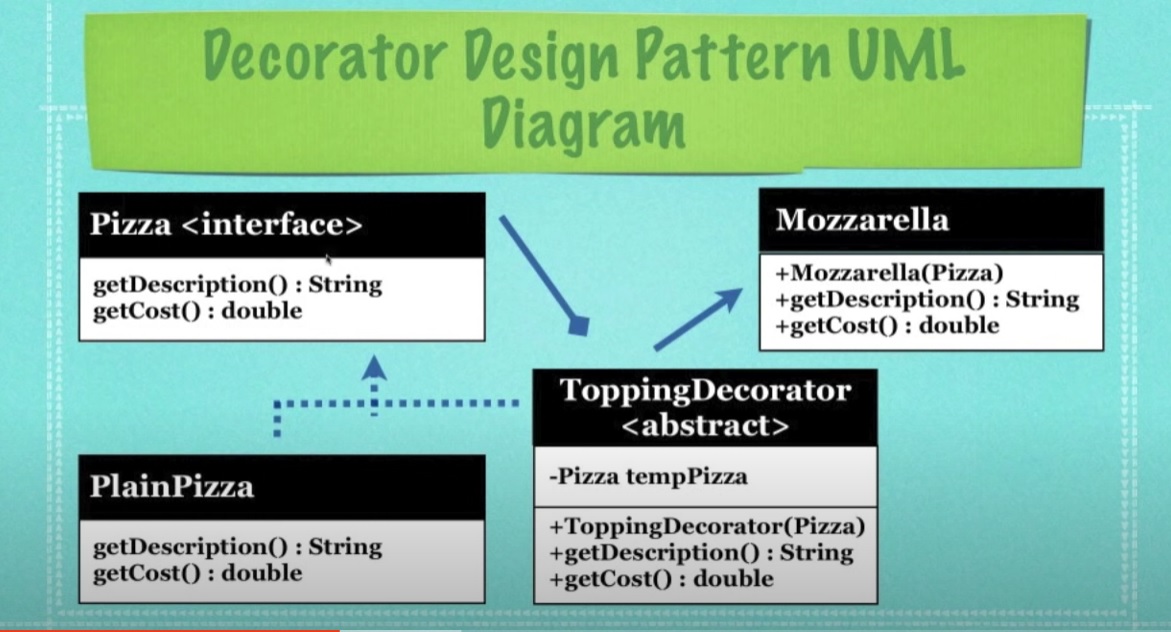 Decorator Design Pattern UML
Diagram
Pizza <interface>
getDescription() : String
getCost() : double
Mozzarella
+Mozzarella(Pizza)
+getDescription() : String
+getCost() : double
PlainPizza
getDescription() : String
getCost() : double
ToppingDecorator
<abstract>
-Pizza tempPizza
+ToppingDecorator(Pizza)
+getDescription() : String
+getCost() : double